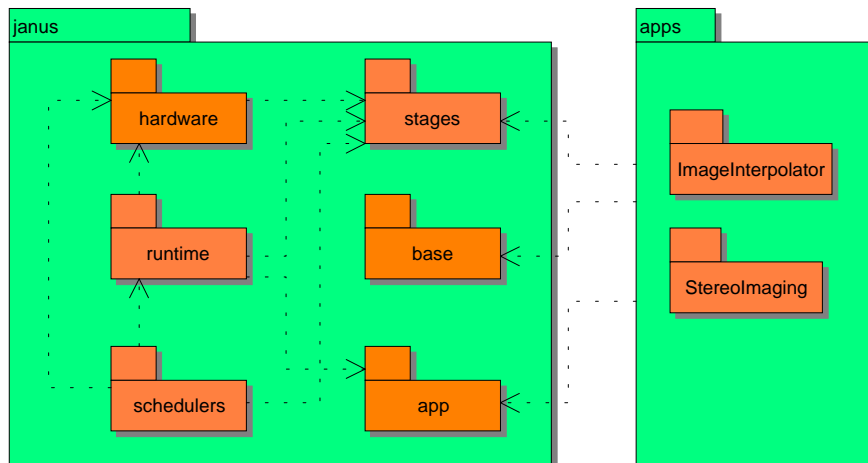 janus
apps
hardware
stages
ImageInterpolator
runtime
base
StereoImaging
schedulers
app